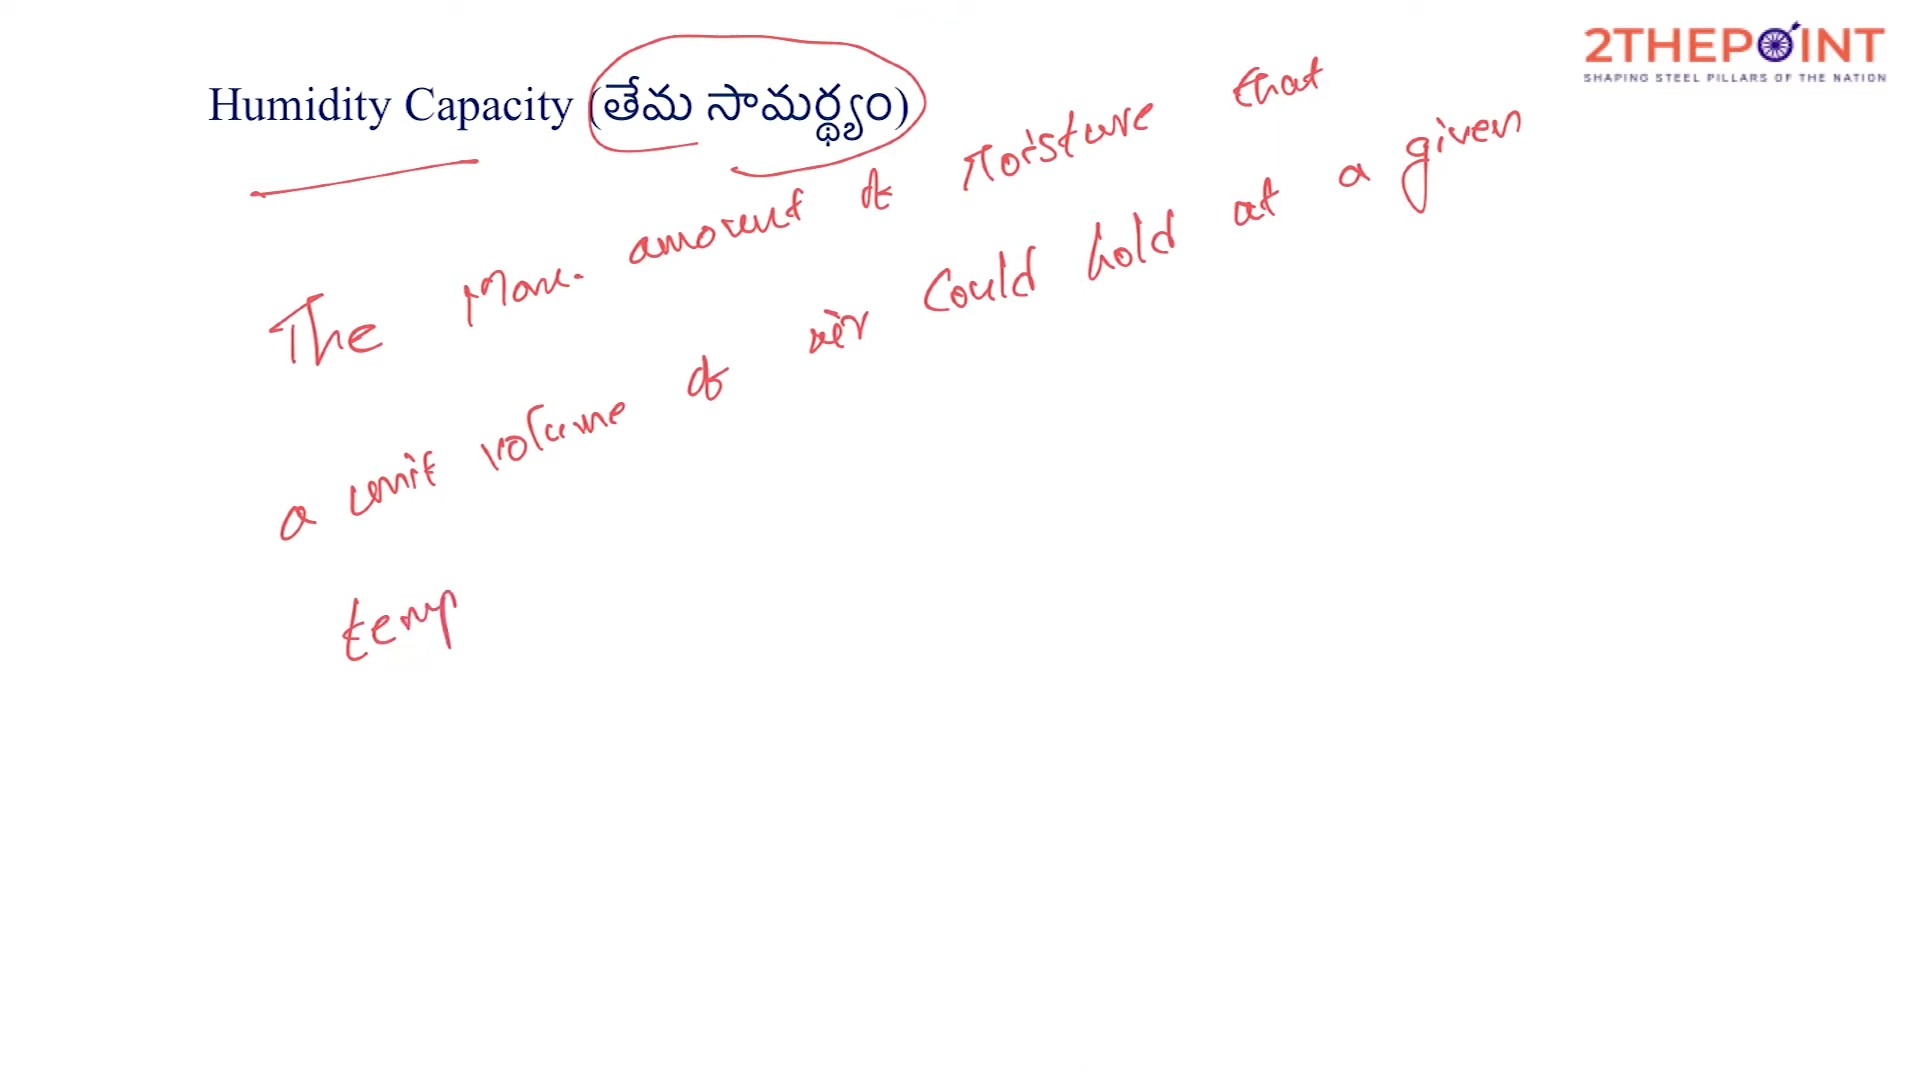 2THEPOINT
SHAPING STEEL PILLARS OF THE NATION
Humidity Capacity (తేమ సామర్థ్యం)
The Max. amount of Moisture that
a unit volume of air could hold at a given
temp